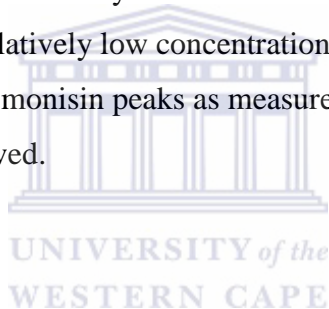 latively low concentration
monisin peaks as measure
ved.
UNIVERSITY of the
WESTERN CAPE